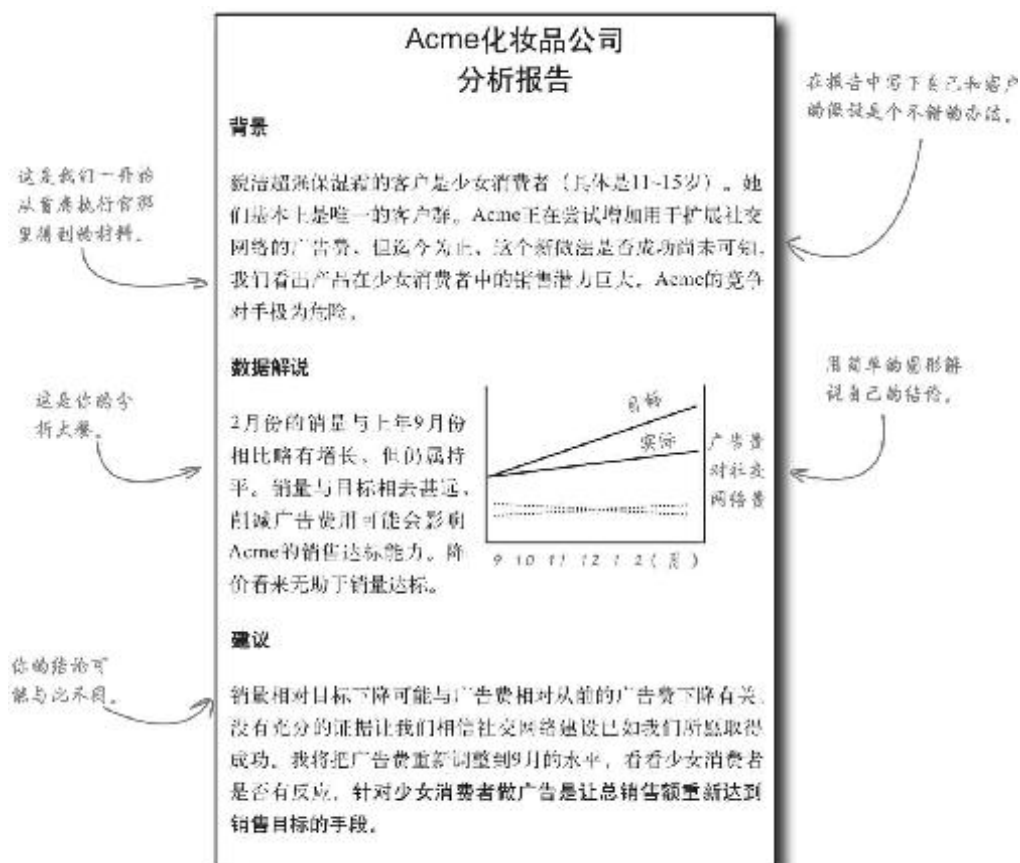 Acme化妆品公司
分析报告
在报告中写下自己和客户
的假设是个不错的办法。
背景
这是我们一开始
从首席执行官那
里得到的材料。
貌洁超强保湿霜的客户是少女消费者（具体是11~15岁）。她
们基本上是唯一的客户群。Acme正在尝试增加用于扩展社交
网络的广告费，但迄今为止，这个新做法是否成功尚未可知。
我们看出产品在少女消费者中的销售潜力巨大。Acme的竞争
对手极为危险。
数据解说
这是你的分
析大餐。
2月份的销量与上年9月份
相比略有增长，但仍属持
平。销量与目标相去甚远，
削减广告费用可能会影响
Acme的销售达标能力。降
价看来无助于销量达标。
目标
实际
广告费
对社交
网络费
9 10 11 12 1 2 (月)
用简单的图形解
说自己的结论。
建议
你的结论可
能与此不同。
销量相对目标下降可能与广告费相对从前的广告费下降有关。
没有充分的证据让我们相信社交网络建设已如我们所愿取得
成功。我将把广告费重新调整到9月的水平，看看少女消费者
是否有反应。针对少女消费者做广告是让总销售额重新达到
销售目标的手段。